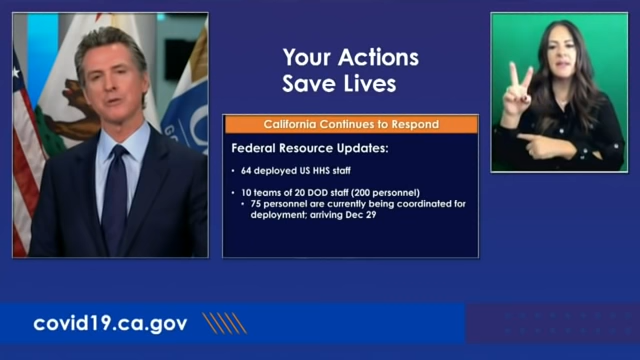 Your Actions
Save Lives
California Continues to Respond
Federal Resource Updates:
• 64 deployed US HHS staff
• 10 teams of 20 DOD staff (200 personnel)
• 75 personnel are currently being coordinated for
deployment; arriving Dec 29
covid19.ca.gov